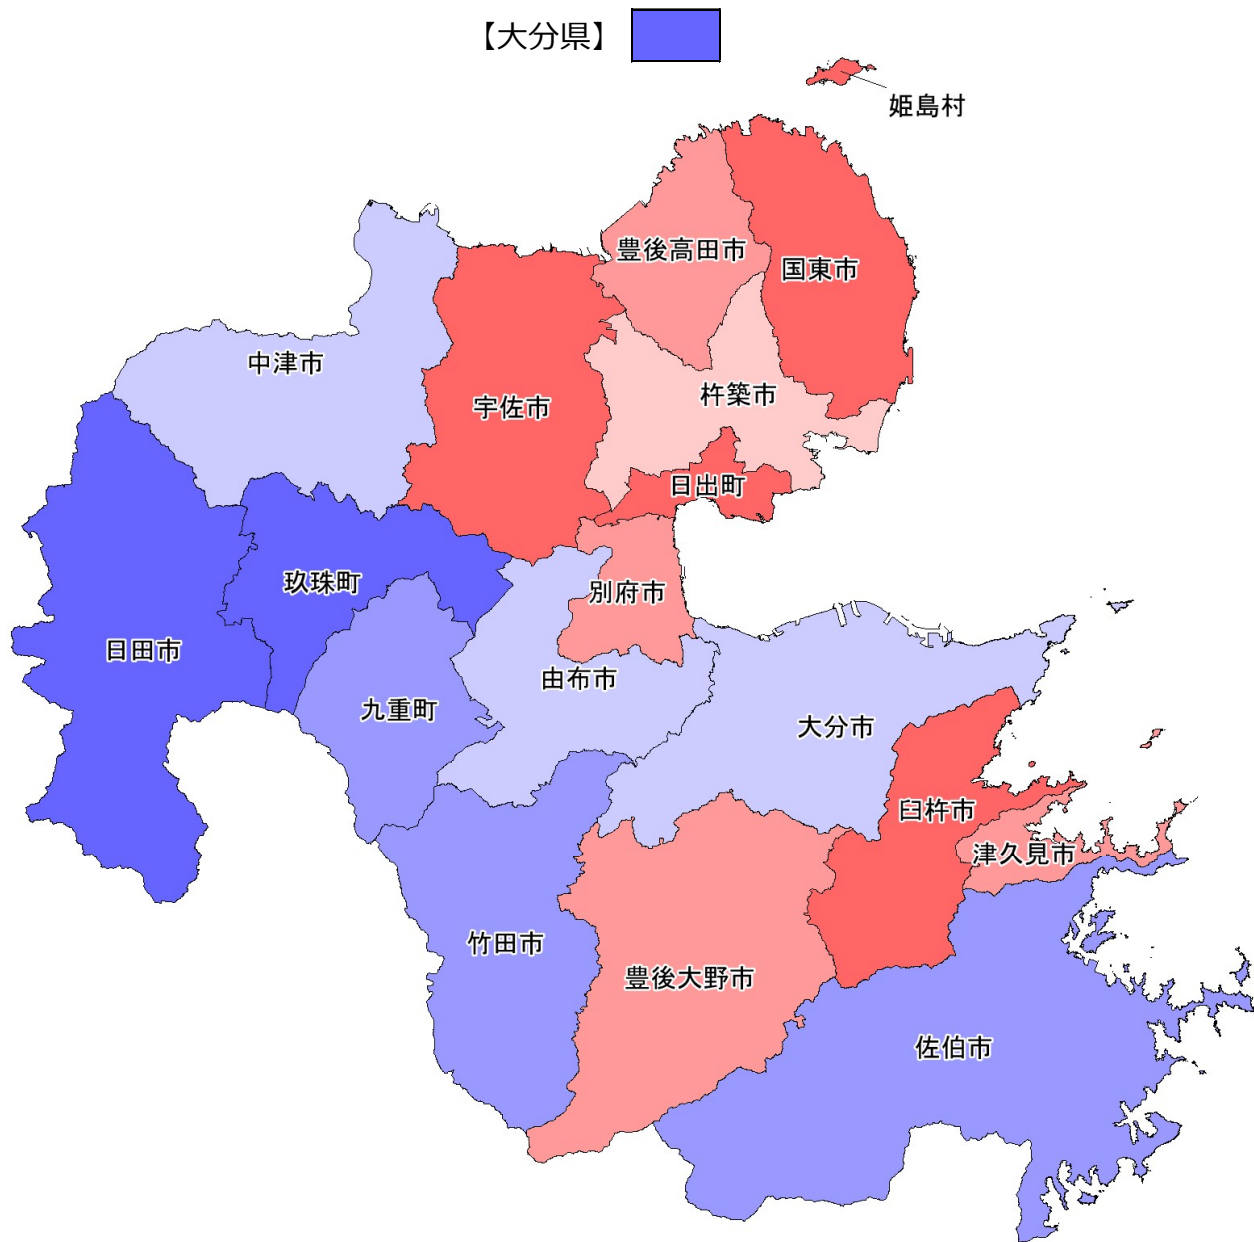 【大分県】
姫島村
豊後高田市
国東市
中津市
杵築市
宇佐市
日出町
玖珠町
別府市
日田市
由布市
九重町
大分市
臼杵市
津久見市
竹田市
豊後大野市
佐伯市